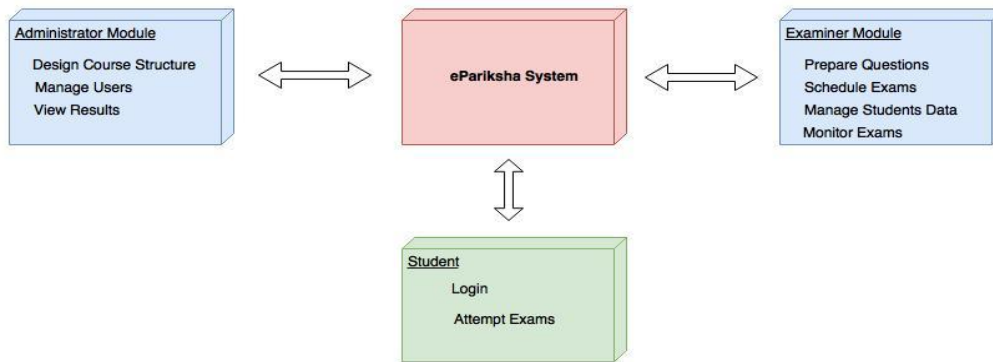 Administrator Module
Design Course Structure
Manage Users
View Results
ePariksha System
Examiner Module
Prepare Questions
Schedule Exams
Manage Students Data
Monitor Exams
Student
Login
Attempt Exams